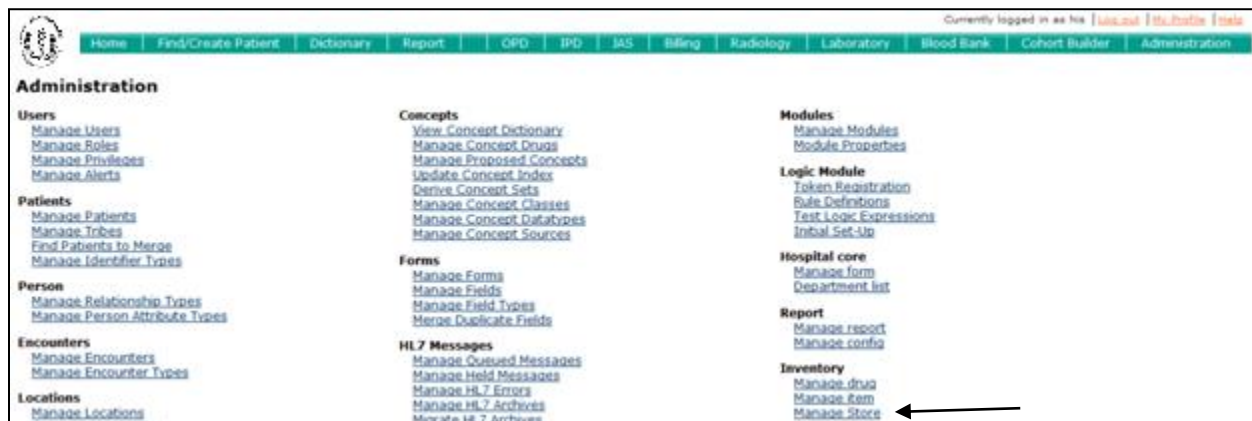 Currently logged in as his | Log out | My Profile | Help
Home | Find/Create Patient | Dictionary | Report | OPD | IPD | IAS | Billing | Radiology | Laboratory | Blood Bank | Cohort Builder | Administration
Administration
Users
Manage Users
Manage Roles
Manage Privileges
Manage Alerts
Patients
Manage Patients
Manage Tribes
Find Patients to Merge
Manage Identifier Types
Person
Manage Relationship Types
Manage Person Attribute Types
Encounters
Manage Encounters
Manage Encounter Types
Locations
Manage Locations
Concepts
View Concept Dictionary
Manage Concept Drugs
Manage Proposed Concepts
Update Concept Index
Derive Concept Sets
Manage Concept Classes
Manage Concept Datatypes
Manage Concept Sources
Forms
Manage Forms
Manage Fields
Manage Field Types
Merge Duplicate Fields
HL7 Messages
Manage Queued Messages
Manage Held Messages
Manage HL7 Errors
Manage HL7 Archives
Migrate HL7 Archives
Modules
Manage Modules
Module Properties
Logic Module
Token Registration
Rule Definitions
Test Logic Expressions
Initial Set-Up
Hospital core
Manage form
Department list
Report
Manage report
Manage config
Inventory
Manage drug
Manage item
Manage Store